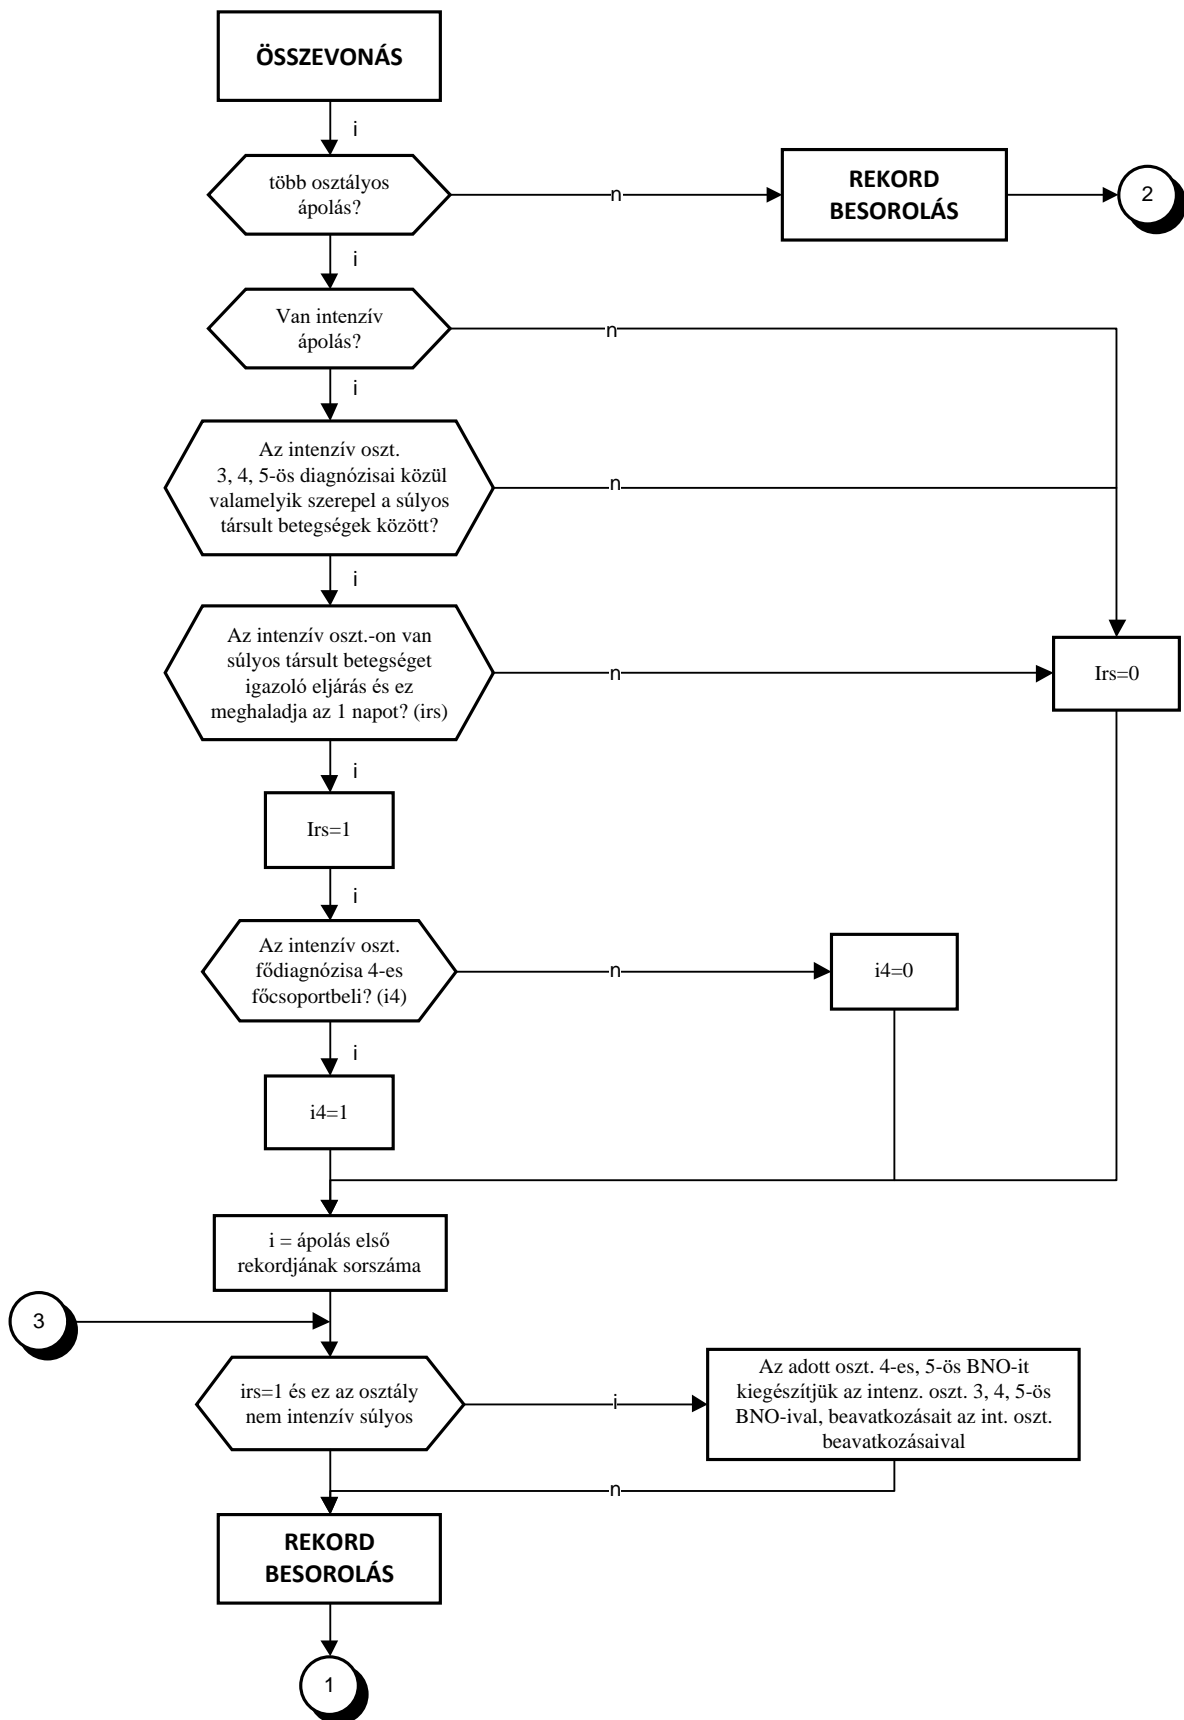 ÖSSZEVONÁS
i
több osztályos
ápolás?
n
REKORD
BESOROLÁS
2
i
Van intenzív
ápolás?
n
i
Az intenzív oszt.
3, 4, 5-ös diagnózisai közül
valamelyik szerepel a súlyos
társult betegségek között?
n
i
Az intenzív oszt.-on van
súlyos társult betegséget
igazoló eljárás és ez
meghaladja az 1 napot? (irs)
n
Irs=0
i
Irs=1
i
Az intenzív oszt.
fődiagnózisa 4-es
főcsoportbeli? (i4)
n
i4=0
i
i4=1
i = ápolás első
rekordjának sorszáma
3
irs=1 és ez az osztály
nem intenzív súlyos
i
Az adott oszt. 4-es, 5-ös BNO-it
kiegészítjük az intenz. oszt. 3, 4, 5-ös
BNO-ival, beavatkozásait az int. oszt.
beavatkozásaival
n
REKORD
BESOROLÁS
1